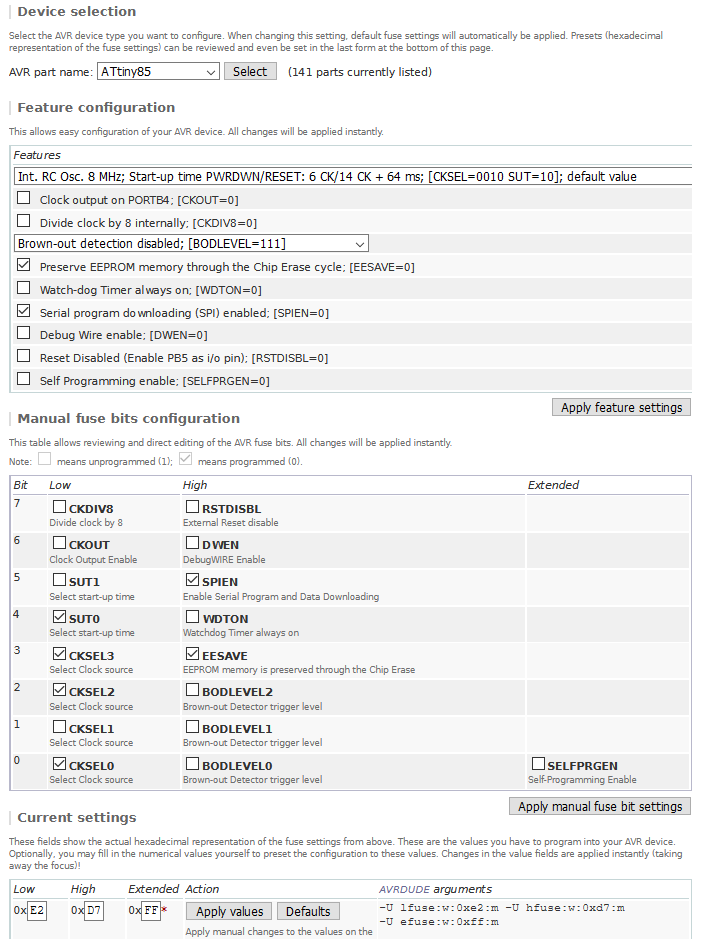 Device selection
Select the AVR device type you want to configure. When changing this setting, default fuse settings will automatically be applied. Presets (hexadecimal
representation of the fuse settings) can be reviewed and even be set in the last form at the bottom of this page.
AVR part name: ATtiny85 Select (141 parts currently listed)
Feature configuration
This allows easy configuration of your AVR device. All changes will be applied instantly.
Features
Int. RC Osc. 8 MHz; Start-up time PWRDWN/RESET: 6 CK/14 CK + 64 ms; [CKSEL=0010 SUT=10]; default value
Clock output on PORTB4; [CKOUT=0]
Divide clock by 8 internally; [CKDIV8=0]
Brown-out detection disabled; [BODLEVEL=111]
Preserve EEPROM memory through the Chip Erase cycle; [EESAVE=0]
Watch-dog Timer always on; [WDTON=0]
Serial program downloading (SPI) enabled; [SPIEN=0]
Debug Wire enable; [DWEN=0]
Reset Disabled (Enable PB5 as i/o pin); [RSTDISBL=0]
Self Programming enable; [SELFPRGEN=0]
Apply feature settings
Manual fuse bits configuration
This table allows reviewing and direct editing of the AVR fuse bits. All changes will be applied instantly.
Note: means unprogrammed (1); means programmed (0).
Bit Low High Extended
7 CKDIV8 RSTDISBL
Divide clock by 8 External Reset disable
6 CKOUT DWEN
Clock Output Enable DebugWIRE Enable
5 SUT1 SPIEN
Select start-up time Enable Serial Program and Data Downloading
4 SUT0 WDTON
Select start-up time Watchdog Timer always on
3 CKSEL3 EESAVE
Select Clock source EEPROM memory is preserved through the Chip Erase
2 CKSEL2 BODLEVEL2
Select Clock source Brown-out Detector trigger level
1 CKSEL1 BODLEVEL1
Select Clock source Brown-out Detector trigger level
0 CKSEL0 BODLEVEL0 SELFPRGEN
Select Clock source Brown-out Detector trigger level Self-Programming Enable
Apply manual fuse bit settings
Current settings
These fields show the actual hexadecimal representation of the fuse settings from above. These are the values you have to program into your AVR device.
Optionally, you may fill in the numerical values yourself to preset the configuration to these values. Changes in the value fields are applied instantly (taking
away the focus)!
Low High Extended Action AVRDUDE arguments
0x E2 0x D7 0x FF * Apply values Defaults -U lfuse:w:0xe2:m -U hfuse:w:0xd7:m
-U efuse:w:0xff:m
Apply manual changes to the values on the